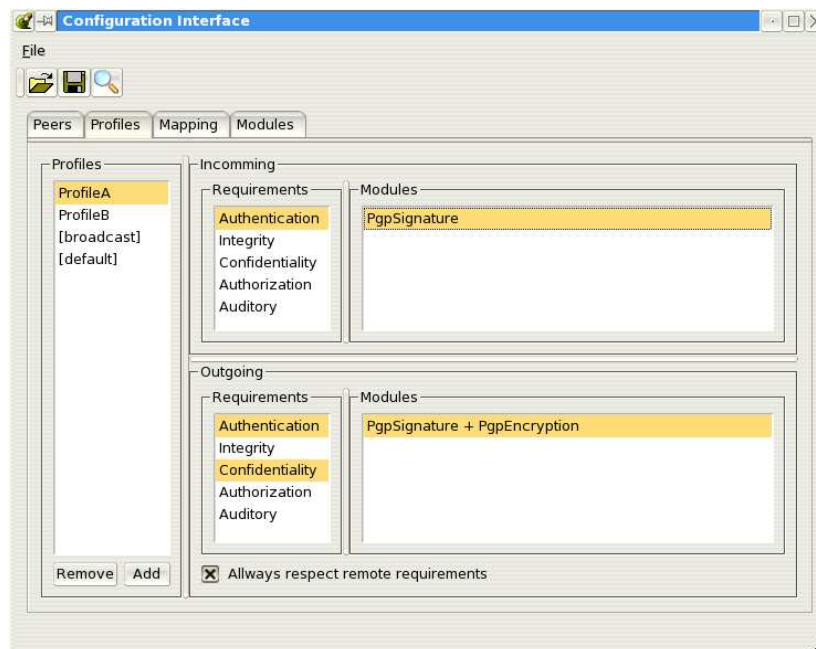 Configuration Interface
File
Peers Profiles Mapping Modules
Profiles
ProfileA
ProfileB
[broadcast]
[default]
Remove Add
Incomming
Requirements
Authentication
Integrity
Confidentiality
Authorization
Auditory
Modules
PgpSignature
Outgoing
Requirements
Authentication
Integrity
Confidentiality
Authorization
Auditory
Modules
PgpSignature + PgpEncryption
Allways respect remote requirements